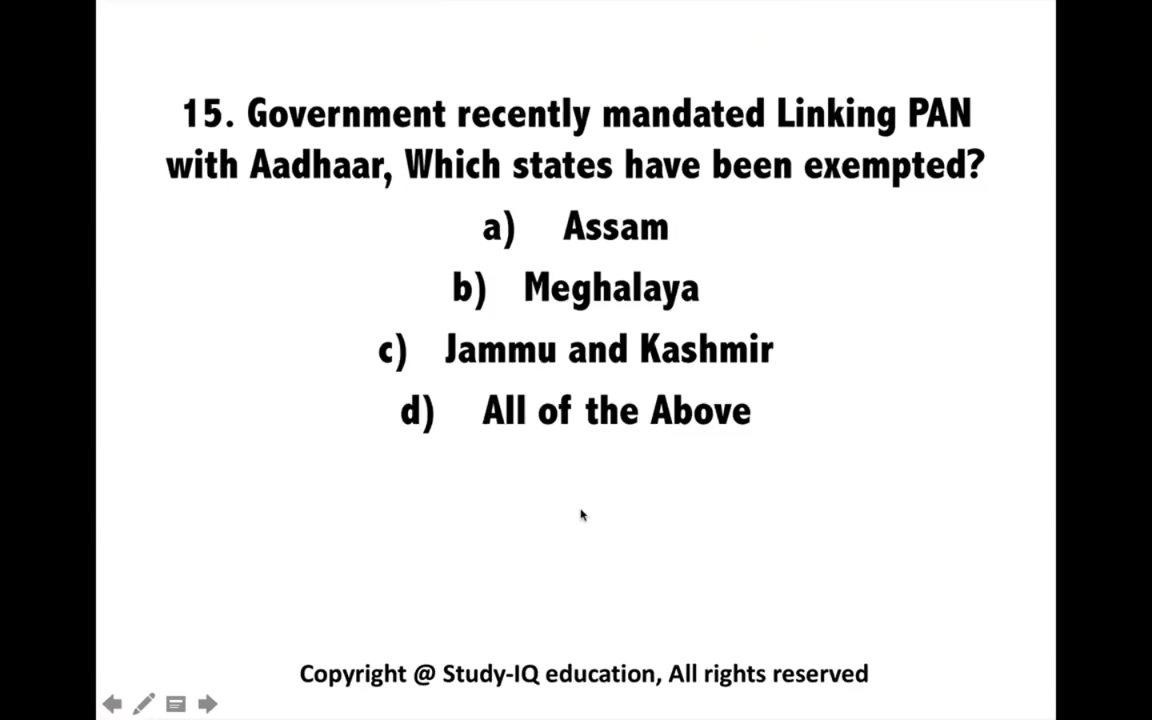 15. Government recently mandated Linking PAN
with Aadhaar, Which states have been exempted?
a) Assam
b) Meghalaya
c) Jammu and Kashmir
d) All of the Above
Copyright @ Study-IQ education, All rights reserved